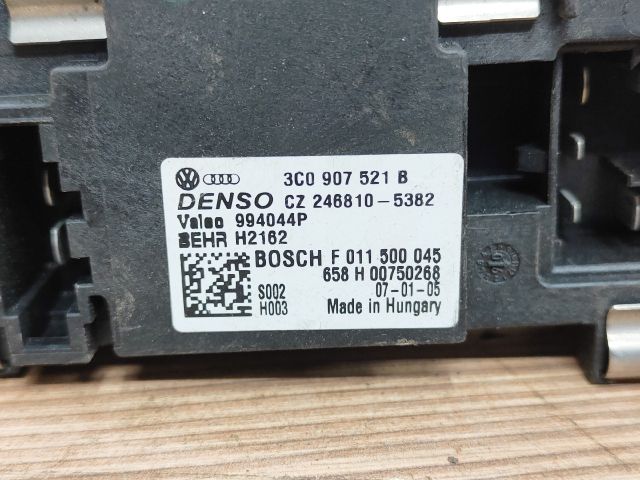 3C0 907 521 B
DENSO CZ 246810-5382
Valeo 994044P
BEHR H2162
BOSCH F 011 500 045
658 H 00750268
S002 07-01-05
H003 Made in Hungary